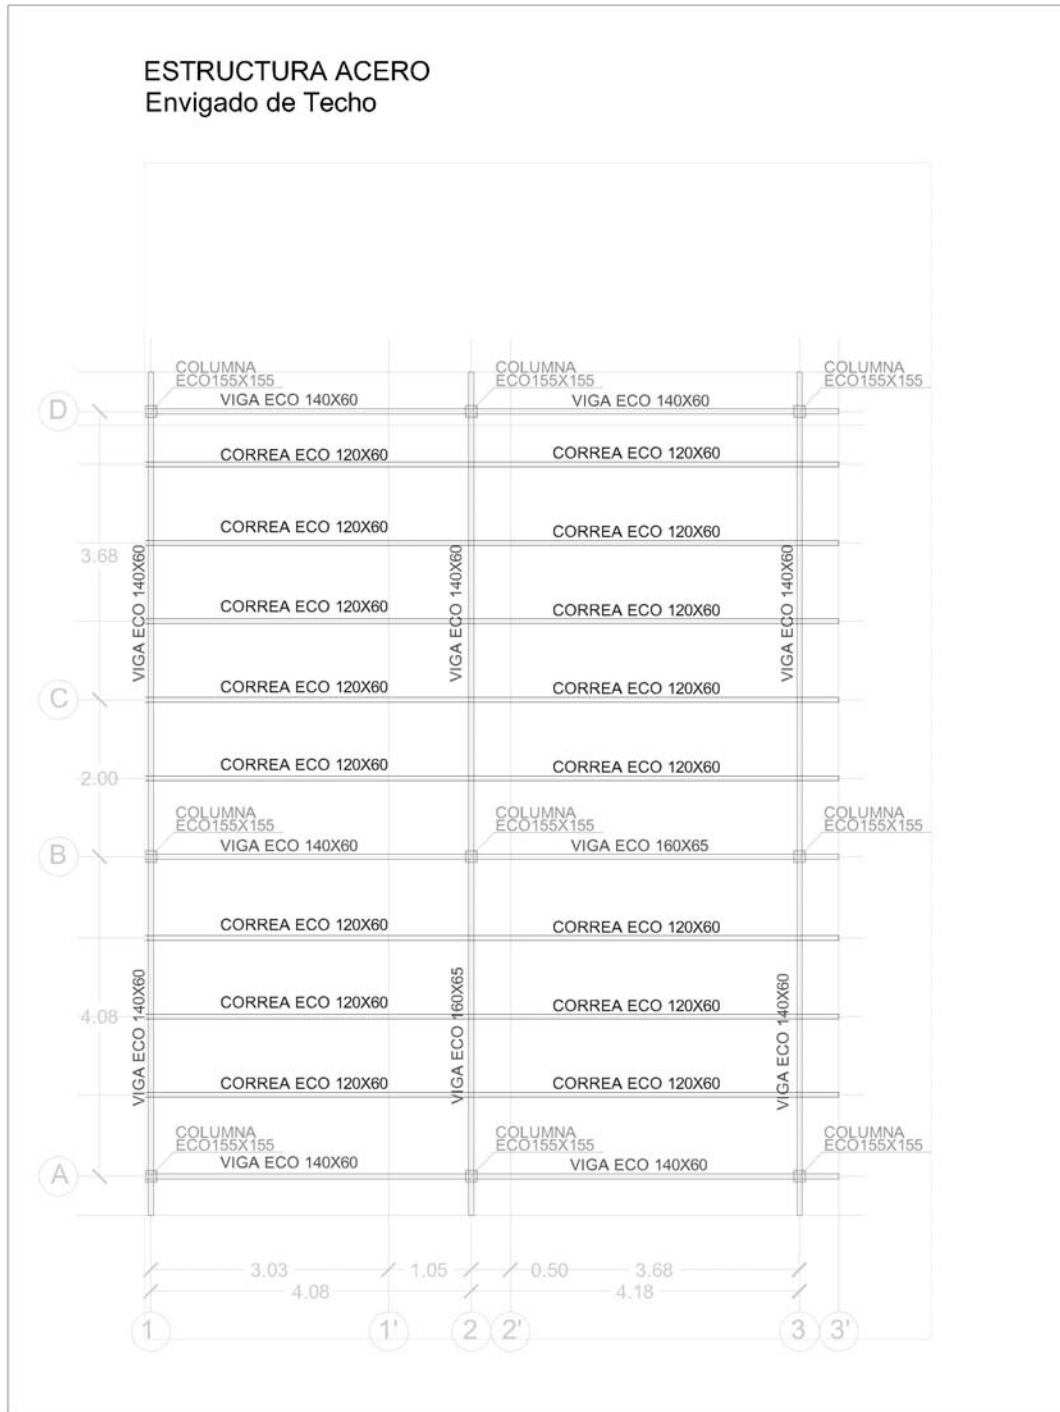 ESTRUCTURA ACERO
Envigado de Techo
COLUMNA
ECO155X155
COLUMNA
ECO155X155
COLUMNA
ECO155X155
D
VIGA ECO 140X60
VIGA ECO 140X60
CORREA ECO 120X60
CORREA ECO 120X60
CORREA ECO 120X60
CORREA ECO 120X60
3.68
VIGA ECO 140X60
VIGA ECO 140X60
VIGA ECO 140X60
CORREA ECO 120X60
CORREA ECO 120X60
C
CORREA ECO 120X60
CORREA ECO 120X60
2.00
CORREA ECO 120X60
CORREA ECO 120X60
COLUMNA
ECO155X155
COLUMNA
ECO155X155
COLUMNA
ECO155X155
B
VIGA ECO 140X60
VIGA ECO 160X65
CORREA ECO 120X60
CORREA ECO 120X60
4.08
VIGA ECO 140X60
VIGA ECO 160X65
VIGA ECO 140X60
CORREA ECO 120X60
CORREA ECO 120X60
CORREA ECO 120X60
CORREA ECO 120X60
COLUMNA
ECO155X155
COLUMNA
ECO155X155
COLUMNA
ECO155X155
A
VIGA ECO 140X60
VIGA ECO 140X60
3.03
1.05
0.50
3.68
4.08
4.18
1
1'
2
2'
3
3'